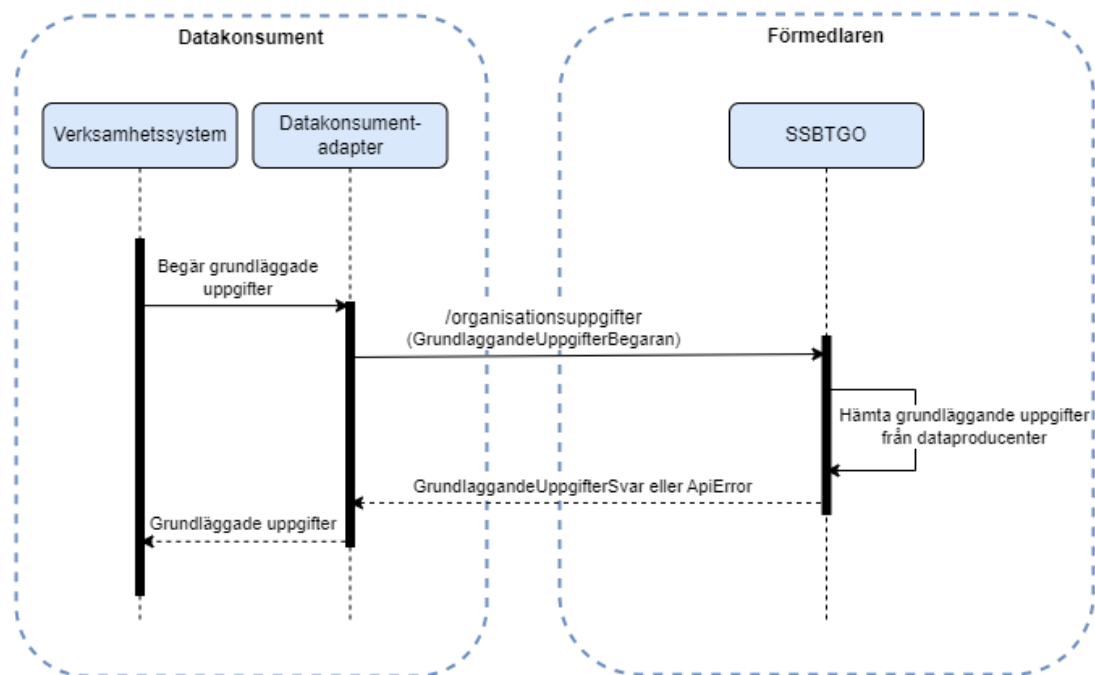 Datakonsument
Förmedlaren
Verksamhetssystem
Datakonsument-
adapter
SSBTGO
Begär grundläggade
uppgifter
/organisationsuppgifter
(GrundlaggandeUppgifterBegaran)
Hämta grundläggande uppgifter
från dataproducenter
GrundlaggandeUppgifterSvar eller ApiError
Grundläggade uppgifter